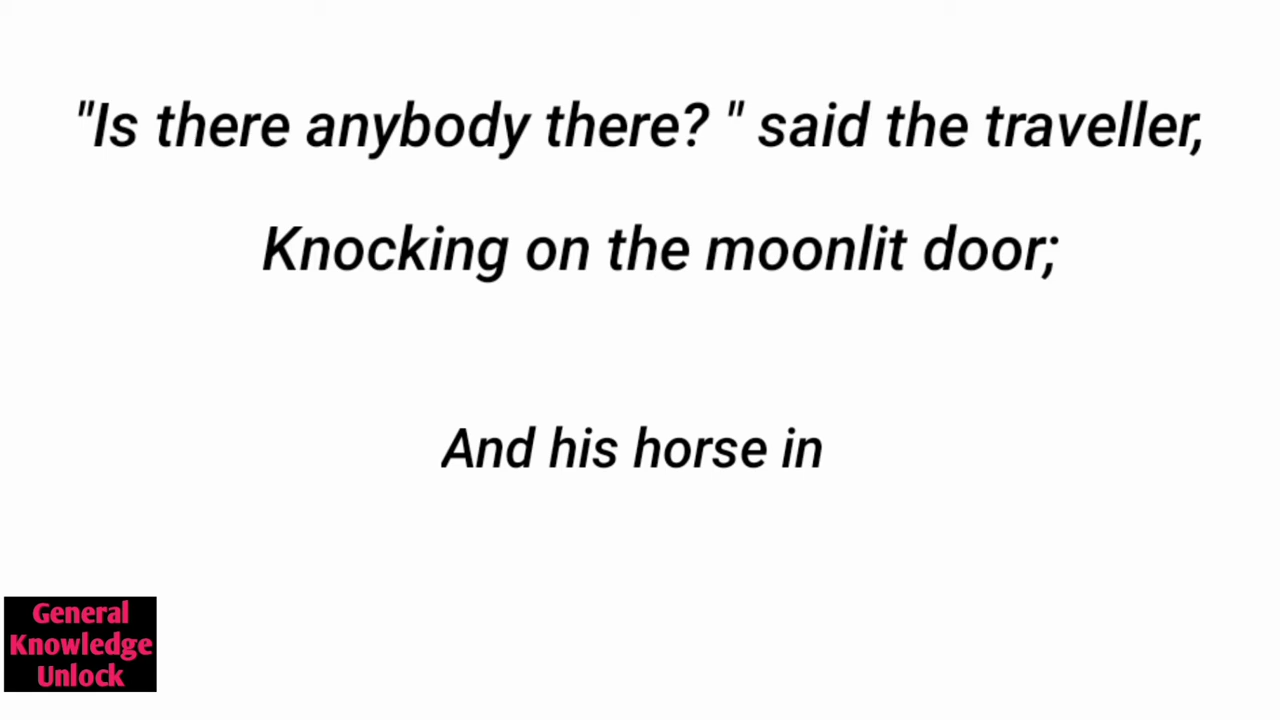 "Is there anybody there? " said the traveller,
Knocking on the moonlit door;
And his horse in
General
Knowledge
Unlock